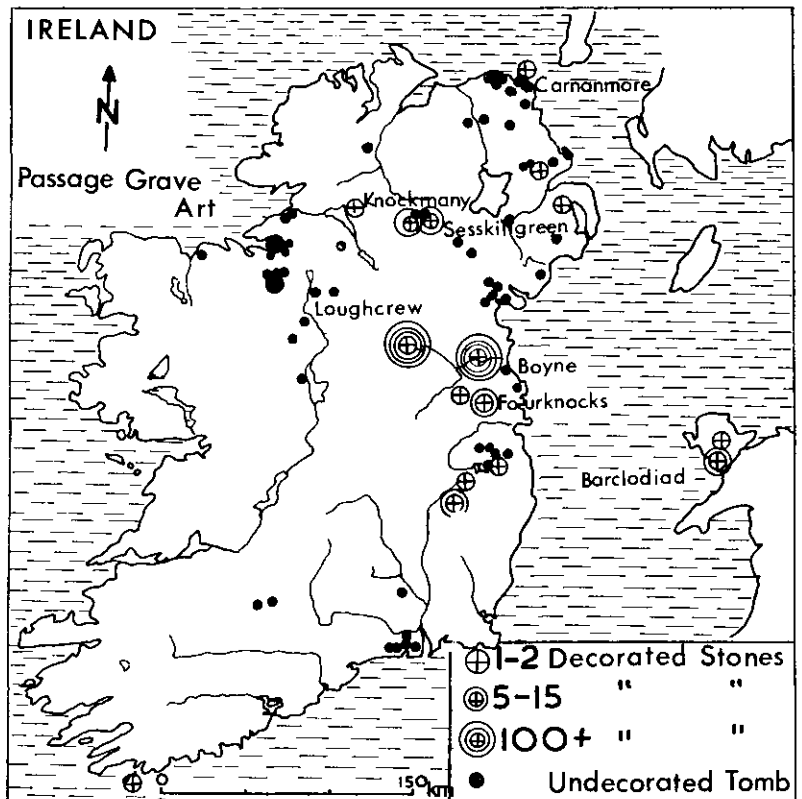 IRELAND
N
Passage Grave
Art
Carnanmore
Knockmany
Sesskilgreen
Loughcrew
Boyne
Fourknocks
Barclodiad
1-2 Decorated Stones
5-15 " "
100+ " "
Undecorated Tomb
0 150 km